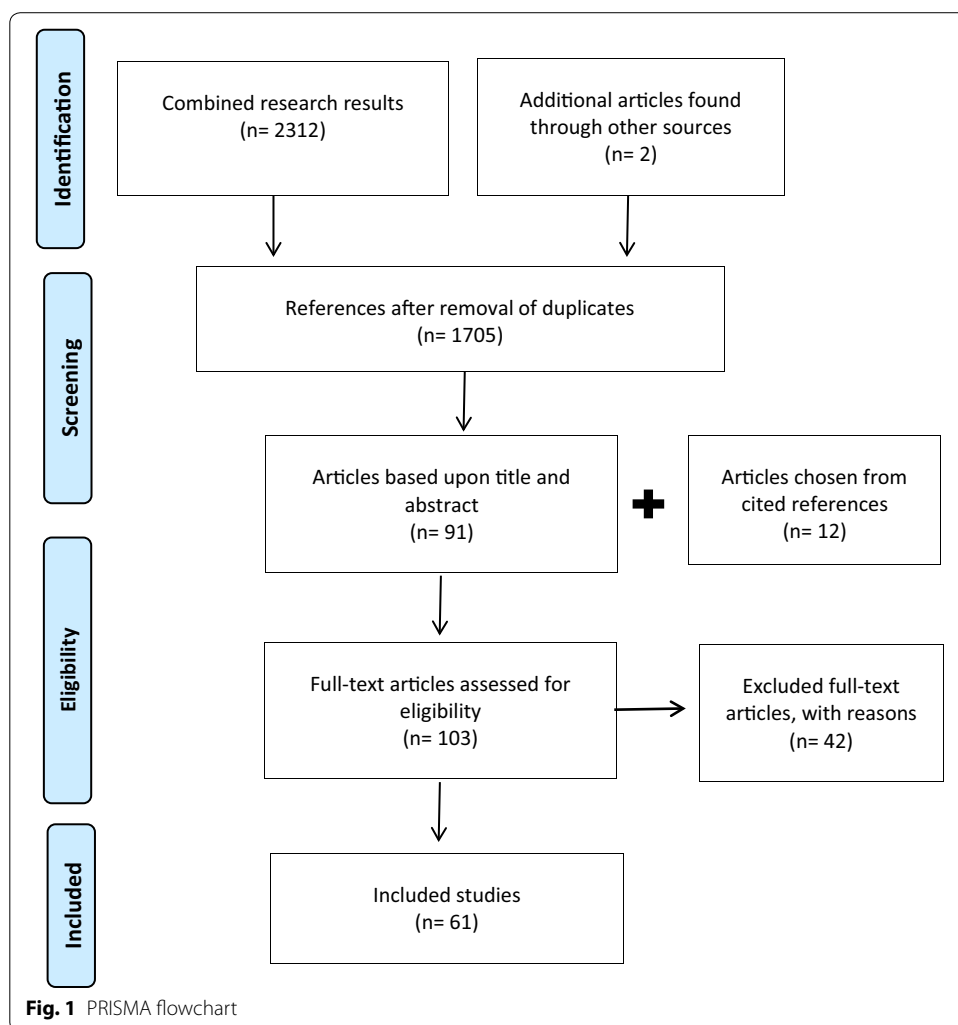 Identification
Combined research results
(n= 2312)
Additional articles found
through other sources
(n= 2)
Screening
References after removal of duplicates
(n= 1705)
Articles based upon title and
abstract
(n= 91)
Articles chosen from
cited references
(n= 12)
Eligibility
Full-text articles assessed for
eligibility
(n= 103)
Excluded full-text
articles, with reasons
(n= 42)
Included
Included studies
(n= 61)
Fig. 1 PRISMA flowchart